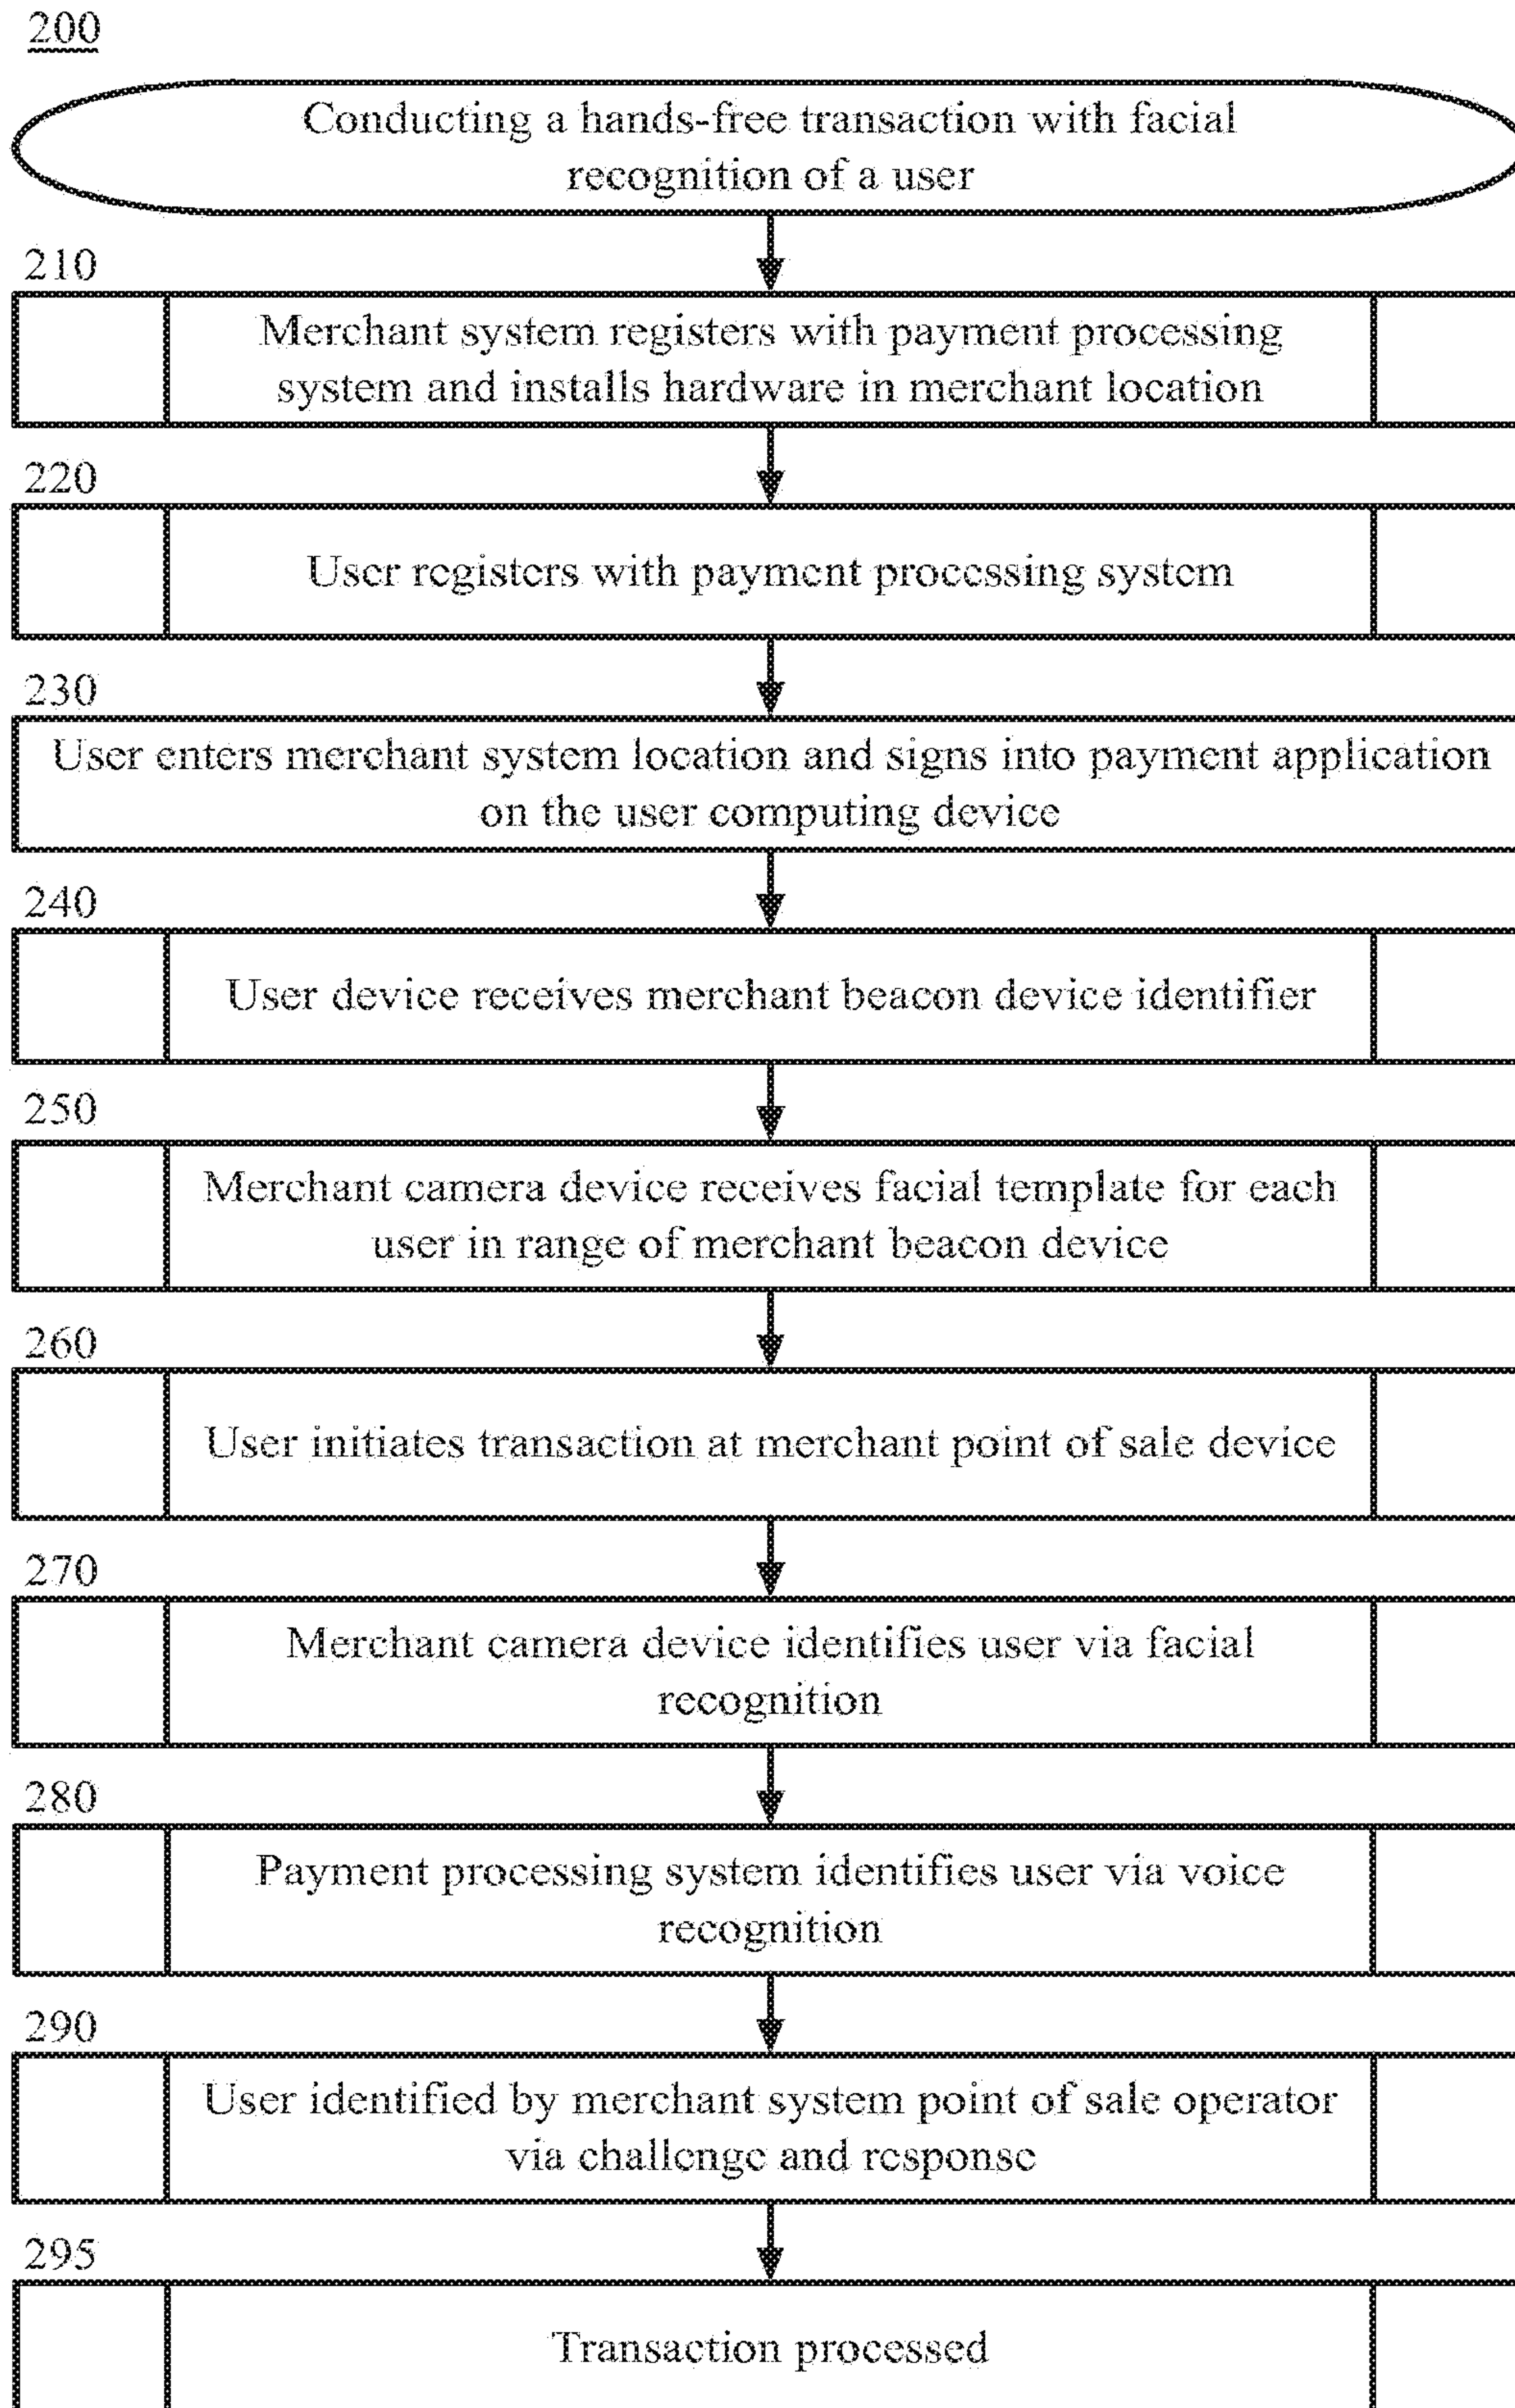 200
Conducting a hands-free transaction with facial
recognition of a user
210
Merchant system registers with payment processing
system and installs hardware in merchant location
220
User registers with payment processing system
230
User enters merchant system location and signs into payment application
on the user computing device
240
User device receives merchant beacon device identifier
250
Merchant camera device receives facial template for each
user in range of merchant beacon device
260
User initiates transaction at merchant point of sale device
270
Merchant camera device identifies user via facial
recognition
280
Payment processing system identifies user via voice
recognition
290
User identified by merchant system point of sale operator
via challenge and response
295
Transaction processed